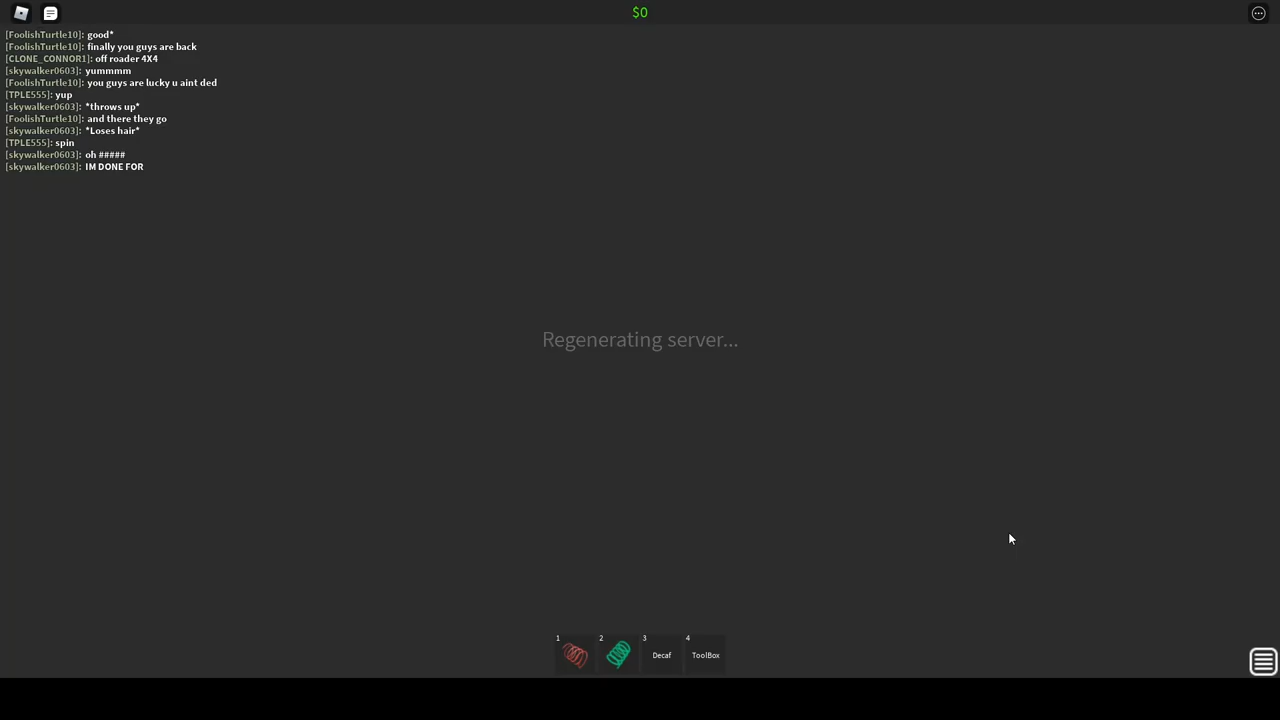 $0
[FoolishTurtle10]: good*
[FoolishTurtle10]: finally you guys are back
[CLONE_CONNOR1]: off roader 4X4
[skywalker0603]: yummmm
[FoolishTurtle10]: you guys are lucky u aint ded
[TPLE555]: yup
[skywalker0603]: *throws up*
[FoolishTurtle10]: and there they go
[skywalker0603]: *Loses hair*
[TPLE555]: spin
[skywalker0603]: oh #####
[skywalker0603]: IM DONE FOR
Regenerating server...
1 2 3 4
Decaf ToolBox